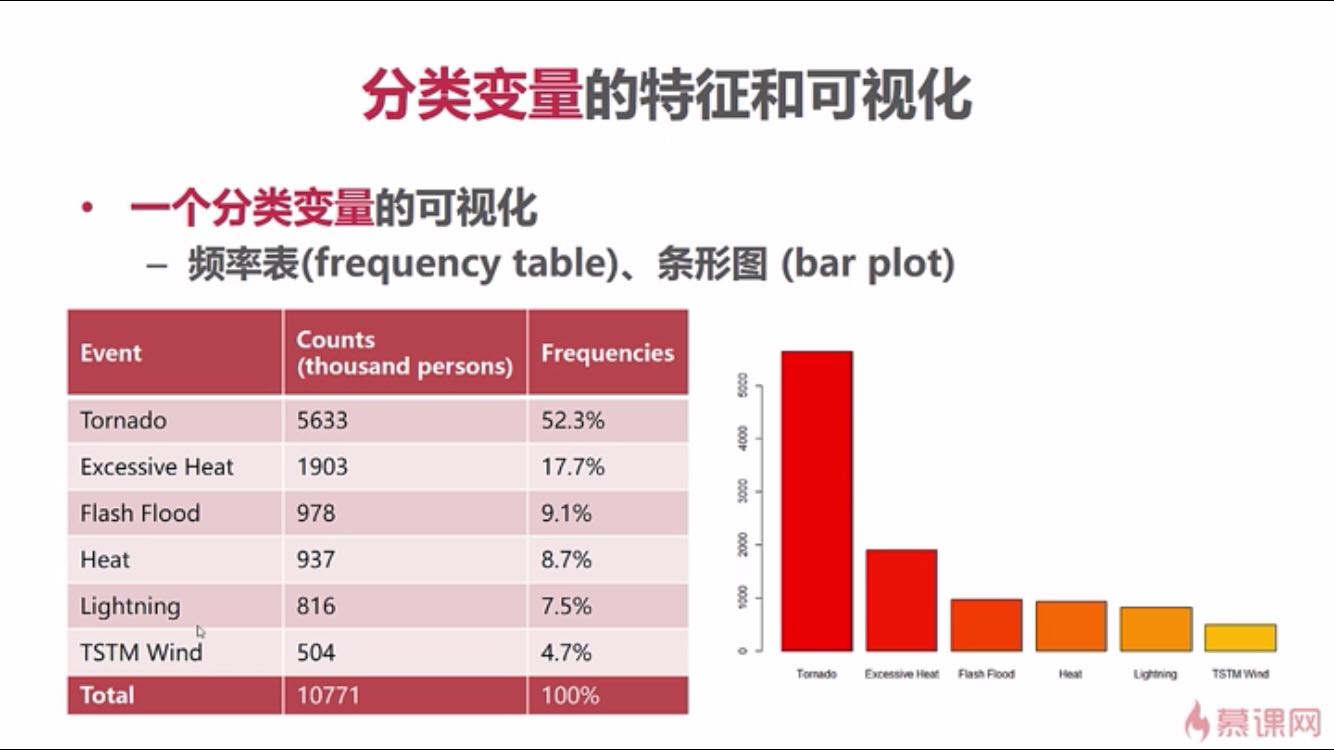 分类变量的特征和可视化
• 一个分类变量的可视化
– 频率表(frequency table)、条形图 (bar plot)
Event Counts (thousand persons) Frequencies
Tornado 5633 52.3%
Excessive Heat 1903 17.7%
Flash Flood 978 9.1%
Heat 937 8.7%
Lightning 816 7.5%
TSTM Wind 504 4.7%
Total 10771 100%
5000
4000
3000
2000
1000
0
Tornado Excessive Heat Flash Flood Heat Lightning TSTM Wind
慕课网